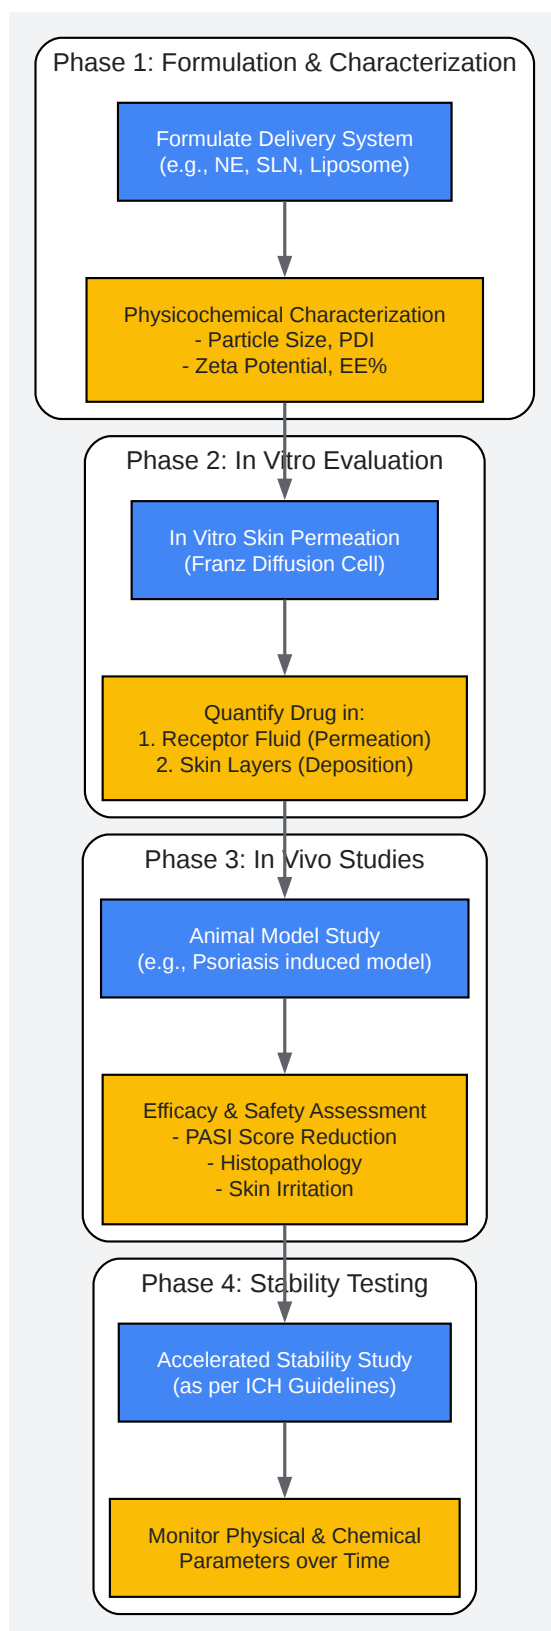 Phase 1: Formulation & Characterization
Formulate Delivery System
(e.g., NE, SLN, Liposome)
Physicochemical Characterization
- Particle Size, PDI
- Zeta Potential, EE%
Phase 2: In Vitro Evaluation
In Vitro Skin Permeation
(Franz Diffusion Cell)
Quantify Drug in:
1. Receptor Fluid (Permeation)
2. Skin Layers (Deposition)
Phase 3: In Vivo Studies
Animal Model Study
(e.g., Psoriasis induced model)
Efficacy & Safety Assessment
- PASI Score Reduction
- Histopathology
- Skin Irritation
Phase 4: Stability Testing
Accelerated Stability Study
(as per ICH Guidelines)
Monitor Physical & Chemical
Parameters over Time